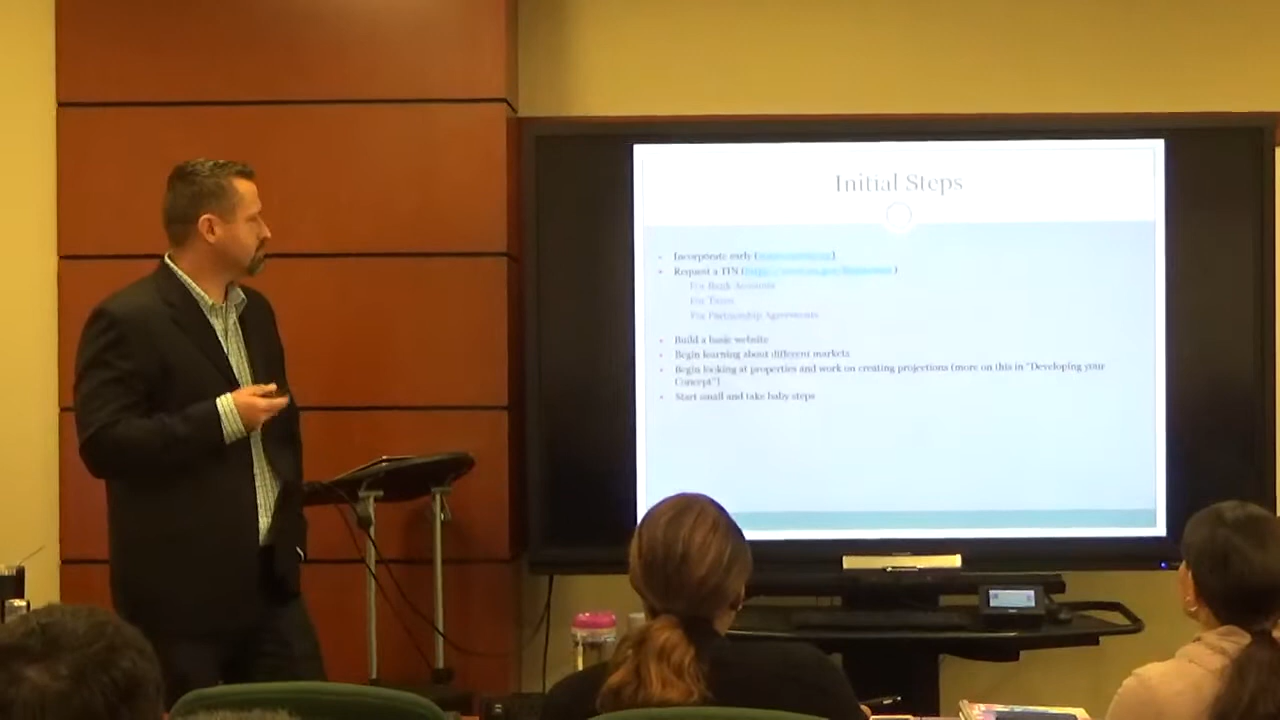 Initial Steps
• Incorporate early (
• Request a TIN (
For Bank Accounts
For Taxes
For Partnership Agreements
• Build a basic website
• Begin learning about different markets
• Begin looking at properties and work on creating projections (more on this in "Developing your
Concept")
• Start small and take baby steps